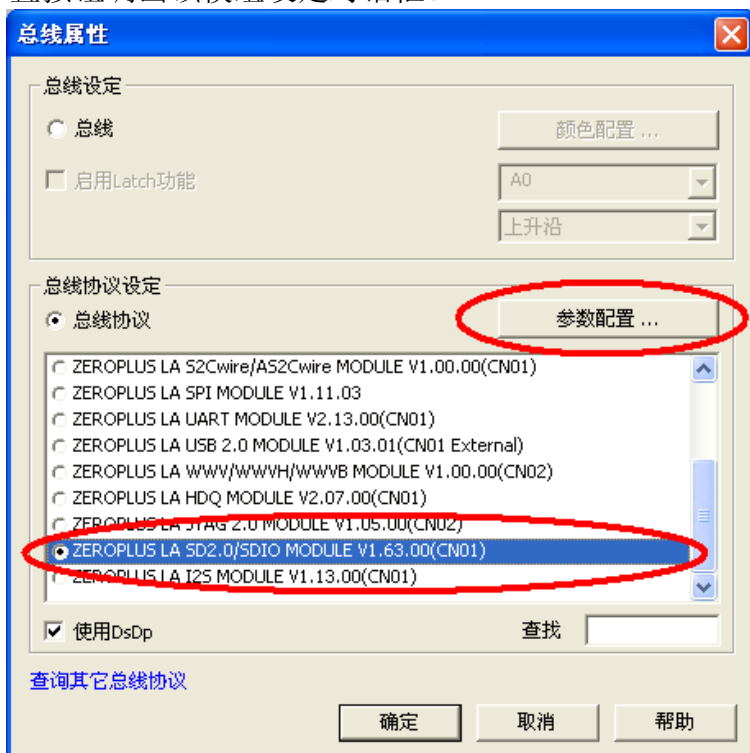 总线属性
总线设定
总线
颜色配置 ...
启用Latch功能
A0
上升沿
总线协议设定
总线协议
参数配置 ...
ZEROPLUS LA S2Cwire/AS2Cwire MODULE V1.00.00(CN01)
ZEROPLUS LA SPI MODULE V1.11.03
ZEROPLUS LA UART MODULE V2.13.00(CN01)
ZEROPLUS LA USB 2.0 MODULE V1.03.01(CN01 External)
ZEROPLUS LA WWV/WWVH/WWVB MODULE V1.00.00(CN02)
ZEROPLUS LA HDQ MODULE V2.07.00(CN01)
ZEROPLUS LA JTAG 2.0 MODULE V1.05.00(CN02)
ZEROPLUS LA SD2.0/SDIO MODULE V1.63.00(CN01)
ZEROPLUS LA I2S MODULE V1.13.00(CN01)
使用DsDp
查找
查询其它总线协议
确定
取消
帮助